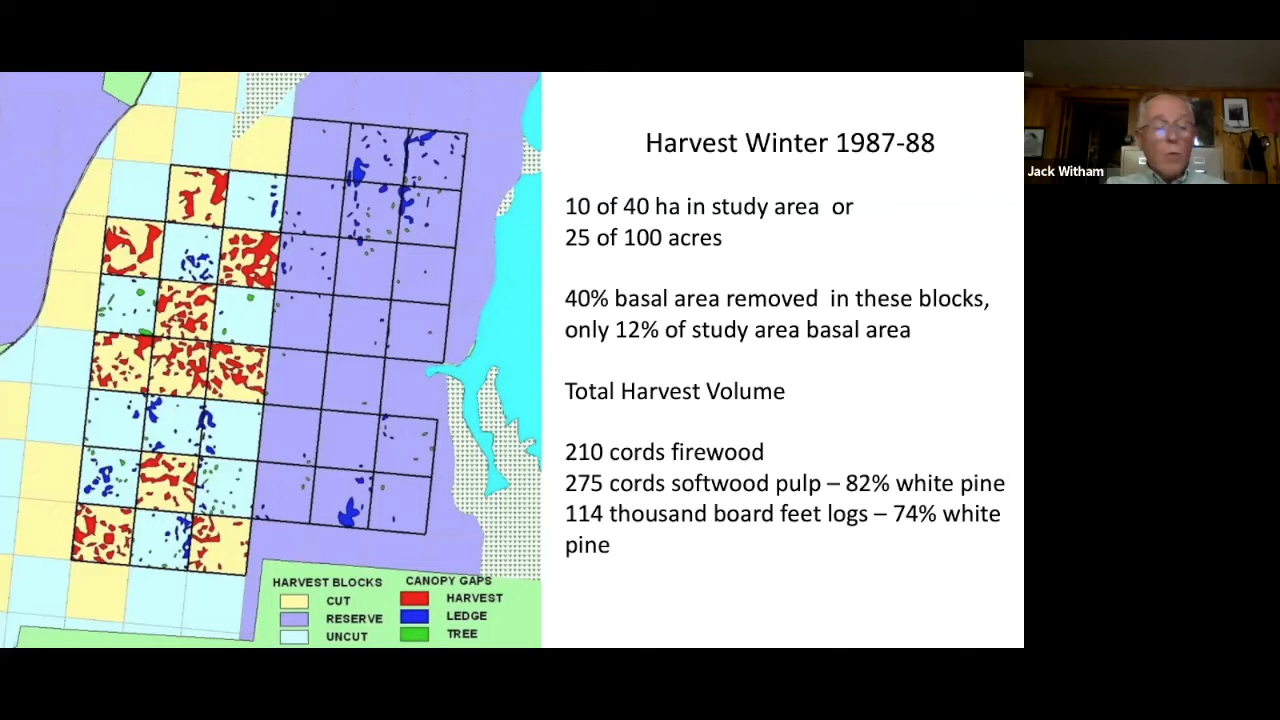 Harvest Winter 1987-88
10 of 40 ha in study area or
25 of 100 acres
40% basal area removed in these blocks,
only 12% of study area basal area
Total Harvest Volume
210 cords firewood
275 cords softwood pulp – 82% white pine
114 thousand board feet logs – 74% white
pine
HARVEST BLOCKS
CUT
RESERVE
UNCUT
CANOPY GAPS
HARVEST
LEDGE
TREE
Jack Witham